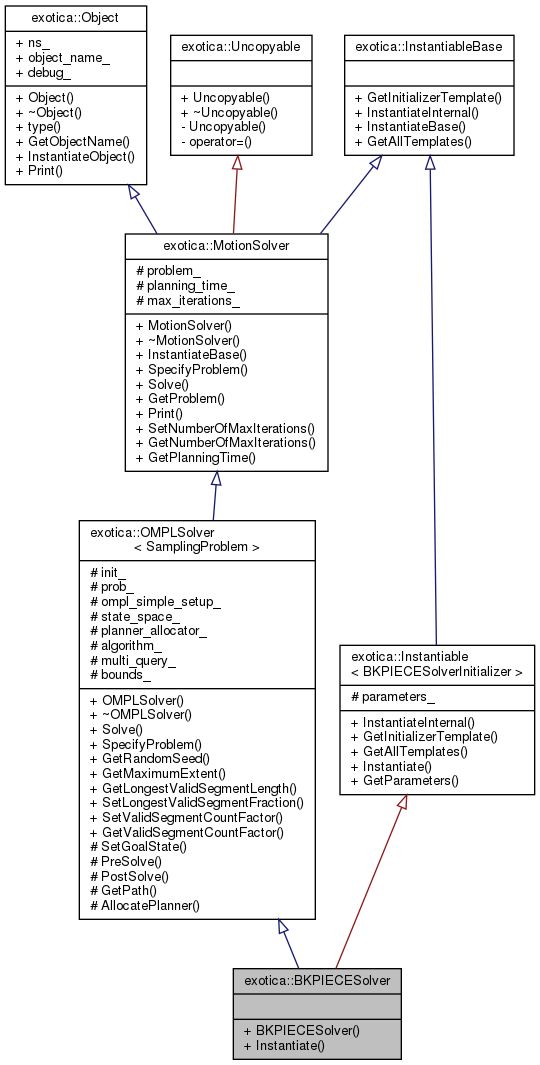 exotica::Object
+ ns_
+ object_name_
+ debug_
+ Object()
+ ~Object()
+ type()
+ GetObjectName()
+ InstantiateObject()
+ Print()
exotica::Uncopyable
+ Uncopyable()
+ ~Uncopyable()
- Uncopyable()
- operator=()
exotica::InstantiableBase
+ GetInitializerTemplate()
+ InstantiateInternal()
+ InstantiateBase()
+ GetAllTemplates()
exotica::MotionSolver
# problem_
# planning_time_
# max_iterations_
+ MotionSolver()
+ ~MotionSolver()
+ InstantiateBase()
+ SpecifyProblem()
+ Solve()
+ GetProblem()
+ Print()
+ SetNumberOfMaxIterations()
+ GetNumberOfMaxIterations()
+ GetPlanningTime()
exotica::OMPLSolver
< SamplingProblem >
# init_
# prob_
# ompl_simple_setup_
# state_space_
# planner_allocator_
# algorithm_
# multi_query_
# bounds_
+ OMPLSolver()
+ ~OMPLSolver()
+ Solve()
+ SpecifyProblem()
+ GetRandomSeed()
+ GetMaximumExtent()
+ GetLongestValidSegmentLength()
+ SetLongestValidSegmentFraction()
+ SetValidSegmentCountFactor()
+ GetValidSegmentCountFactor()
# SetGoalState()
# PreSolve()
# PostSolve()
# GetPath()
# AllocatePlanner()
exotica::Instantiable
< BKPIECESolverInitializer >
# parameters_
+ InstantiateInternal()
+ GetInitializerTemplate()
+ GetAllTemplates()
+ Instantiate()
+ GetParameters()
exotica::BKPIECESolver
+ BKPIECESolver()
+ Instantiate()